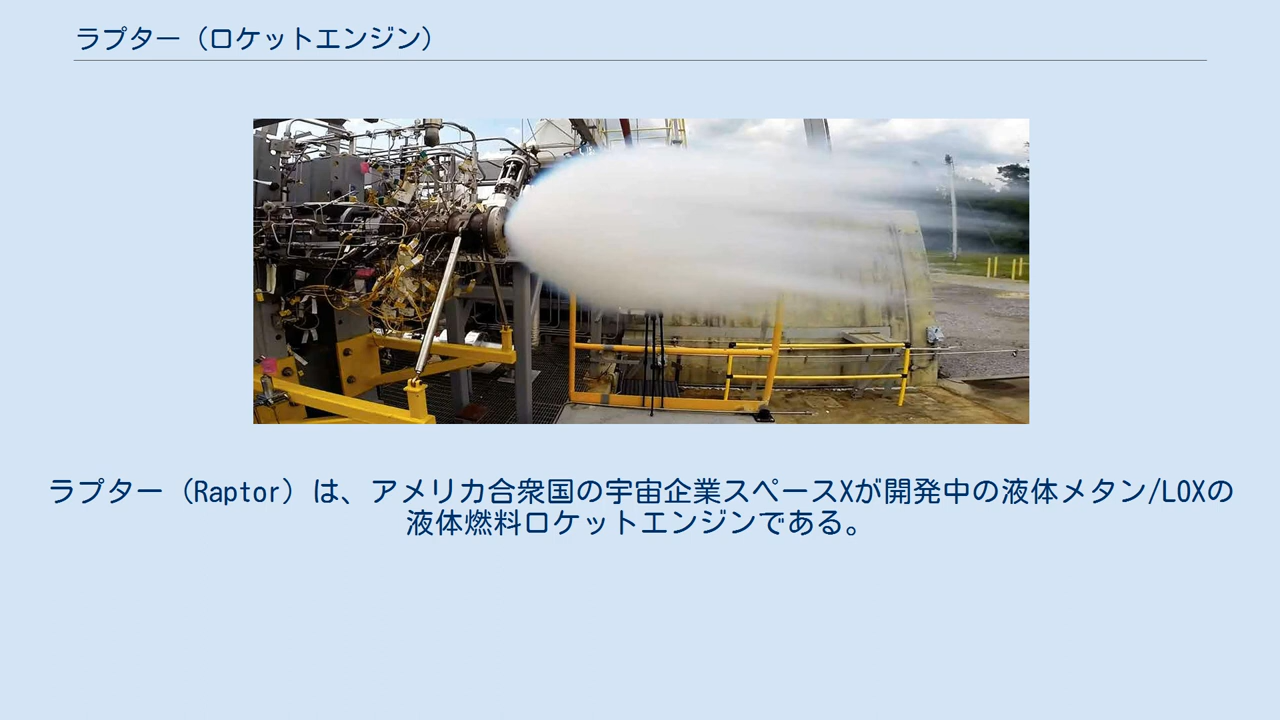 ラプター（ロケットエンジン）
ラプター（Raptor）は、アメリカ合衆国の宇宙企業スペースXが開発中の液体メタン/LOXの
液体燃料ロケットエンジンである。